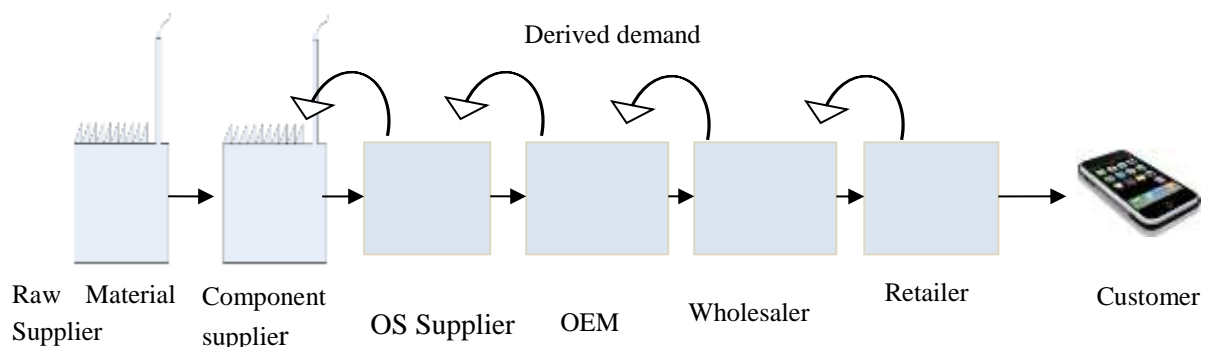 Derived demand
Raw Material
Supplier
Component
supplier
OS Supplier
OEM
Wholesaler
Retailer
Customer